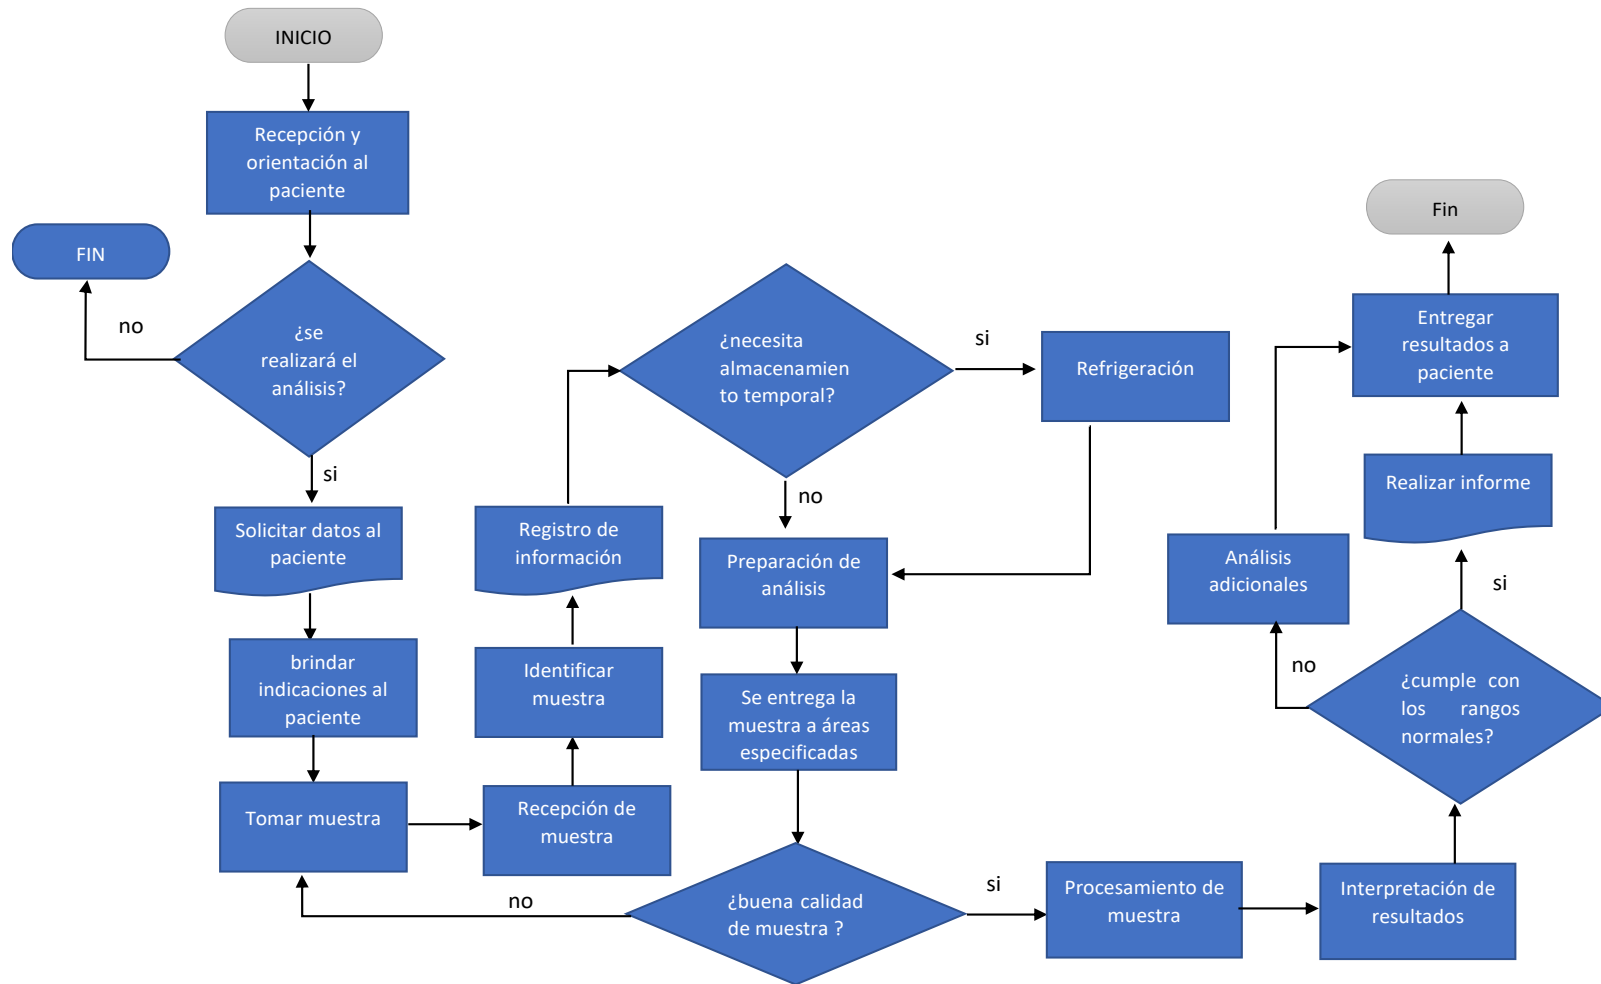 INICIO
Recepción y
orientación al
paciente
FIN
no
¿se
realizará el
análisis?
si
Solicitar datos al
paciente
brindar
indicaciones al
paciente
Tomar muestra
Recepción de
muestra
Identificar
muestra
Registro de
información
¿necesita
almacenamien
to temporal?
si
Refrigeración
no
Preparación de
análisis
Se entrega la
muestra a áreas
especificadas
¿buena calidad
de muestra ?
no
si
Procesamiento de
muestra
Interpretación de
resultados
¿cumple con
los rangos
normales?
no
si
Análisis
adicionales
Realizar informe
Entregar
resultados a
paciente
Fin